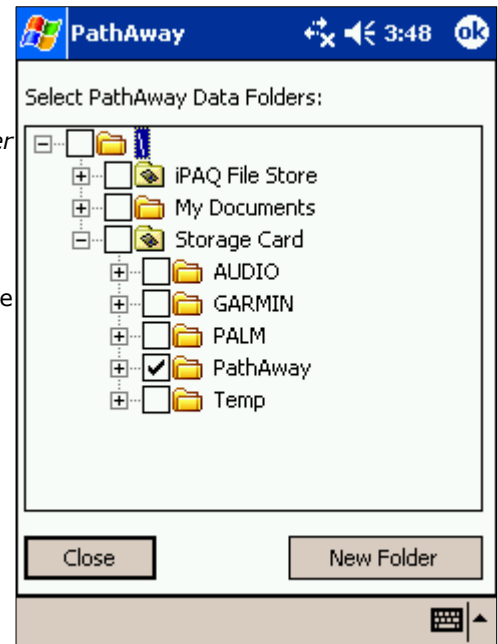 PathAway 3:48 ok
Select PathAway Data Folders:
er
\
iPAQ File Store
My Documents
Storage Card
e
AUDIO
GARMIN
PALM
PathAway
Temp
Close New Folder